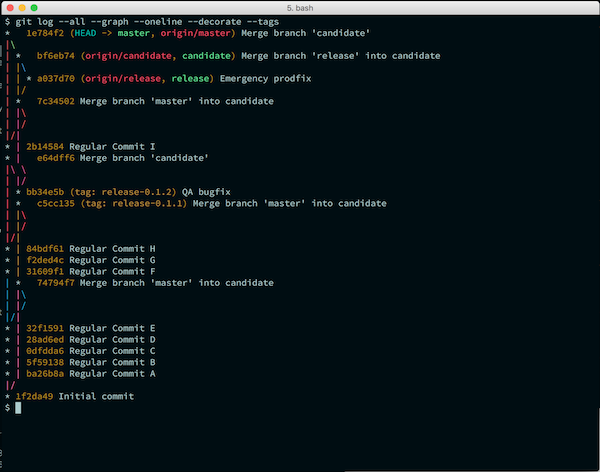 5. bash
$ git log --all --graph --oneline --decorate --tags
*   1e784f2 (HEAD -> master, origin/master) Merge branch 'candidate'
|\
| *   bf6eb74 (origin/candidate, candidate) Merge branch 'release' into candidate
| |\
| | * a037d70 (origin/release, release) Emergency prodfix
| |/
| *   7c34502 Merge branch 'master' into candidate
| |\
| |/
|/|
* | 2b14584 Regular Commit I
* |   e64dff6 Merge branch 'candidate'
|\ \
| |/
| * bb34e5b (tag: release-0.1.2) QA bugfix
| *   c5cc135 (tag: release-0.1.1) Merge branch 'master' into candidate
| |\
| |/
|/|
* | 84bdf61 Regular Commit H
* | f2ded4c Regular Commit G
* | 31609f1 Regular Commit F
| *   74794f7 Merge branch 'master' into candidate
| |\
| |/
|/|
* | 32f1591 Regular Commit E
* | 28ad6ed Regular Commit D
* | 0dfdda6 Regular Commit C
* | 5f59138 Regular Commit B
* | ba26b8a Regular Commit A
|/
* 1f2da49 Initial commit
$